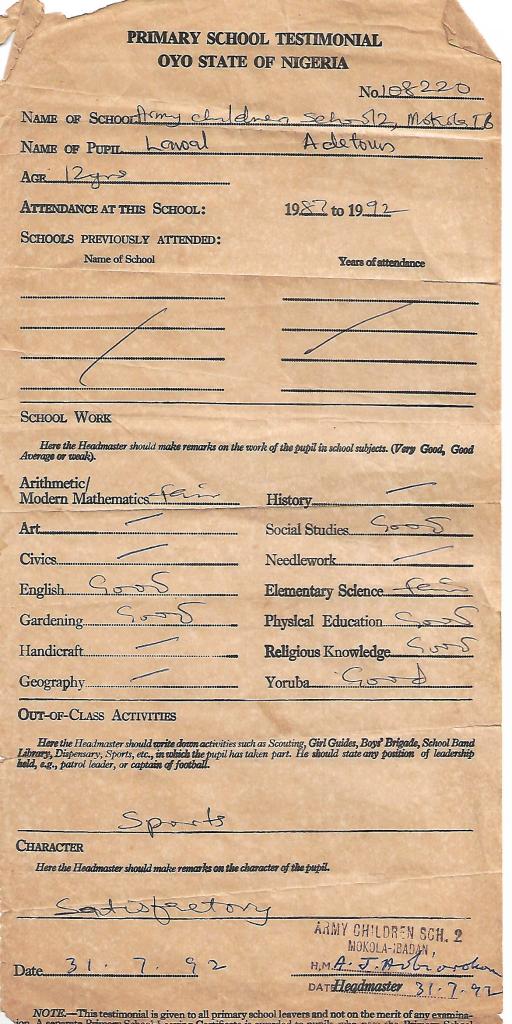 PRIMARY SCHOOL TESTIMONIAL
OYO STATE OF NIGERIA
No. 108220
NAME OF SCHOOL Army children School 2, Mokola IB
NAME OF PUPIL Lawal Adetoun
AGE 12yrs
ATTENDANCE AT THIS SCHOOL: 1987 to 1992
SCHOOLS PREVIOUSLY ATTENDED:
Name of School Years of attendance
SCHOOL WORK
Here the Headmaster should make remarks on the work of the pupil in school subjects. (Very Good, Good
Average or weak).
Arithmetic/
Modern Mathematics fair History —
Art — Social Studies Good
Civics — Needlework —
English Good Elementary Science fair
Gardening Good Physical Education Good
Handicraft — Religious Knowledge Good
Geography — Yoruba Good
OUT-OF-CLASS ACTIVITIES
Here the Headmaster should write down activities such as Scouting, Girl Guides, Boys' Brigade, School Band
Library, Dispensary, Sports, etc., in which the pupil has taken part. He should state any position of leadership
held, e.g., patrol leader, or captain of football.
Sports
CHARACTER
Here the Headmaster should make remarks on the character of the pupil.
Satisfactory
ARMY CHILDREN SCH. 2
MOKOLA-IBADAN,
Date 31. 7. 92 H.M. A. J.
DATE Headmaster 31.7.92
NOTE.—This testimonial is given to all primary school leavers and not on the merit of any examina-